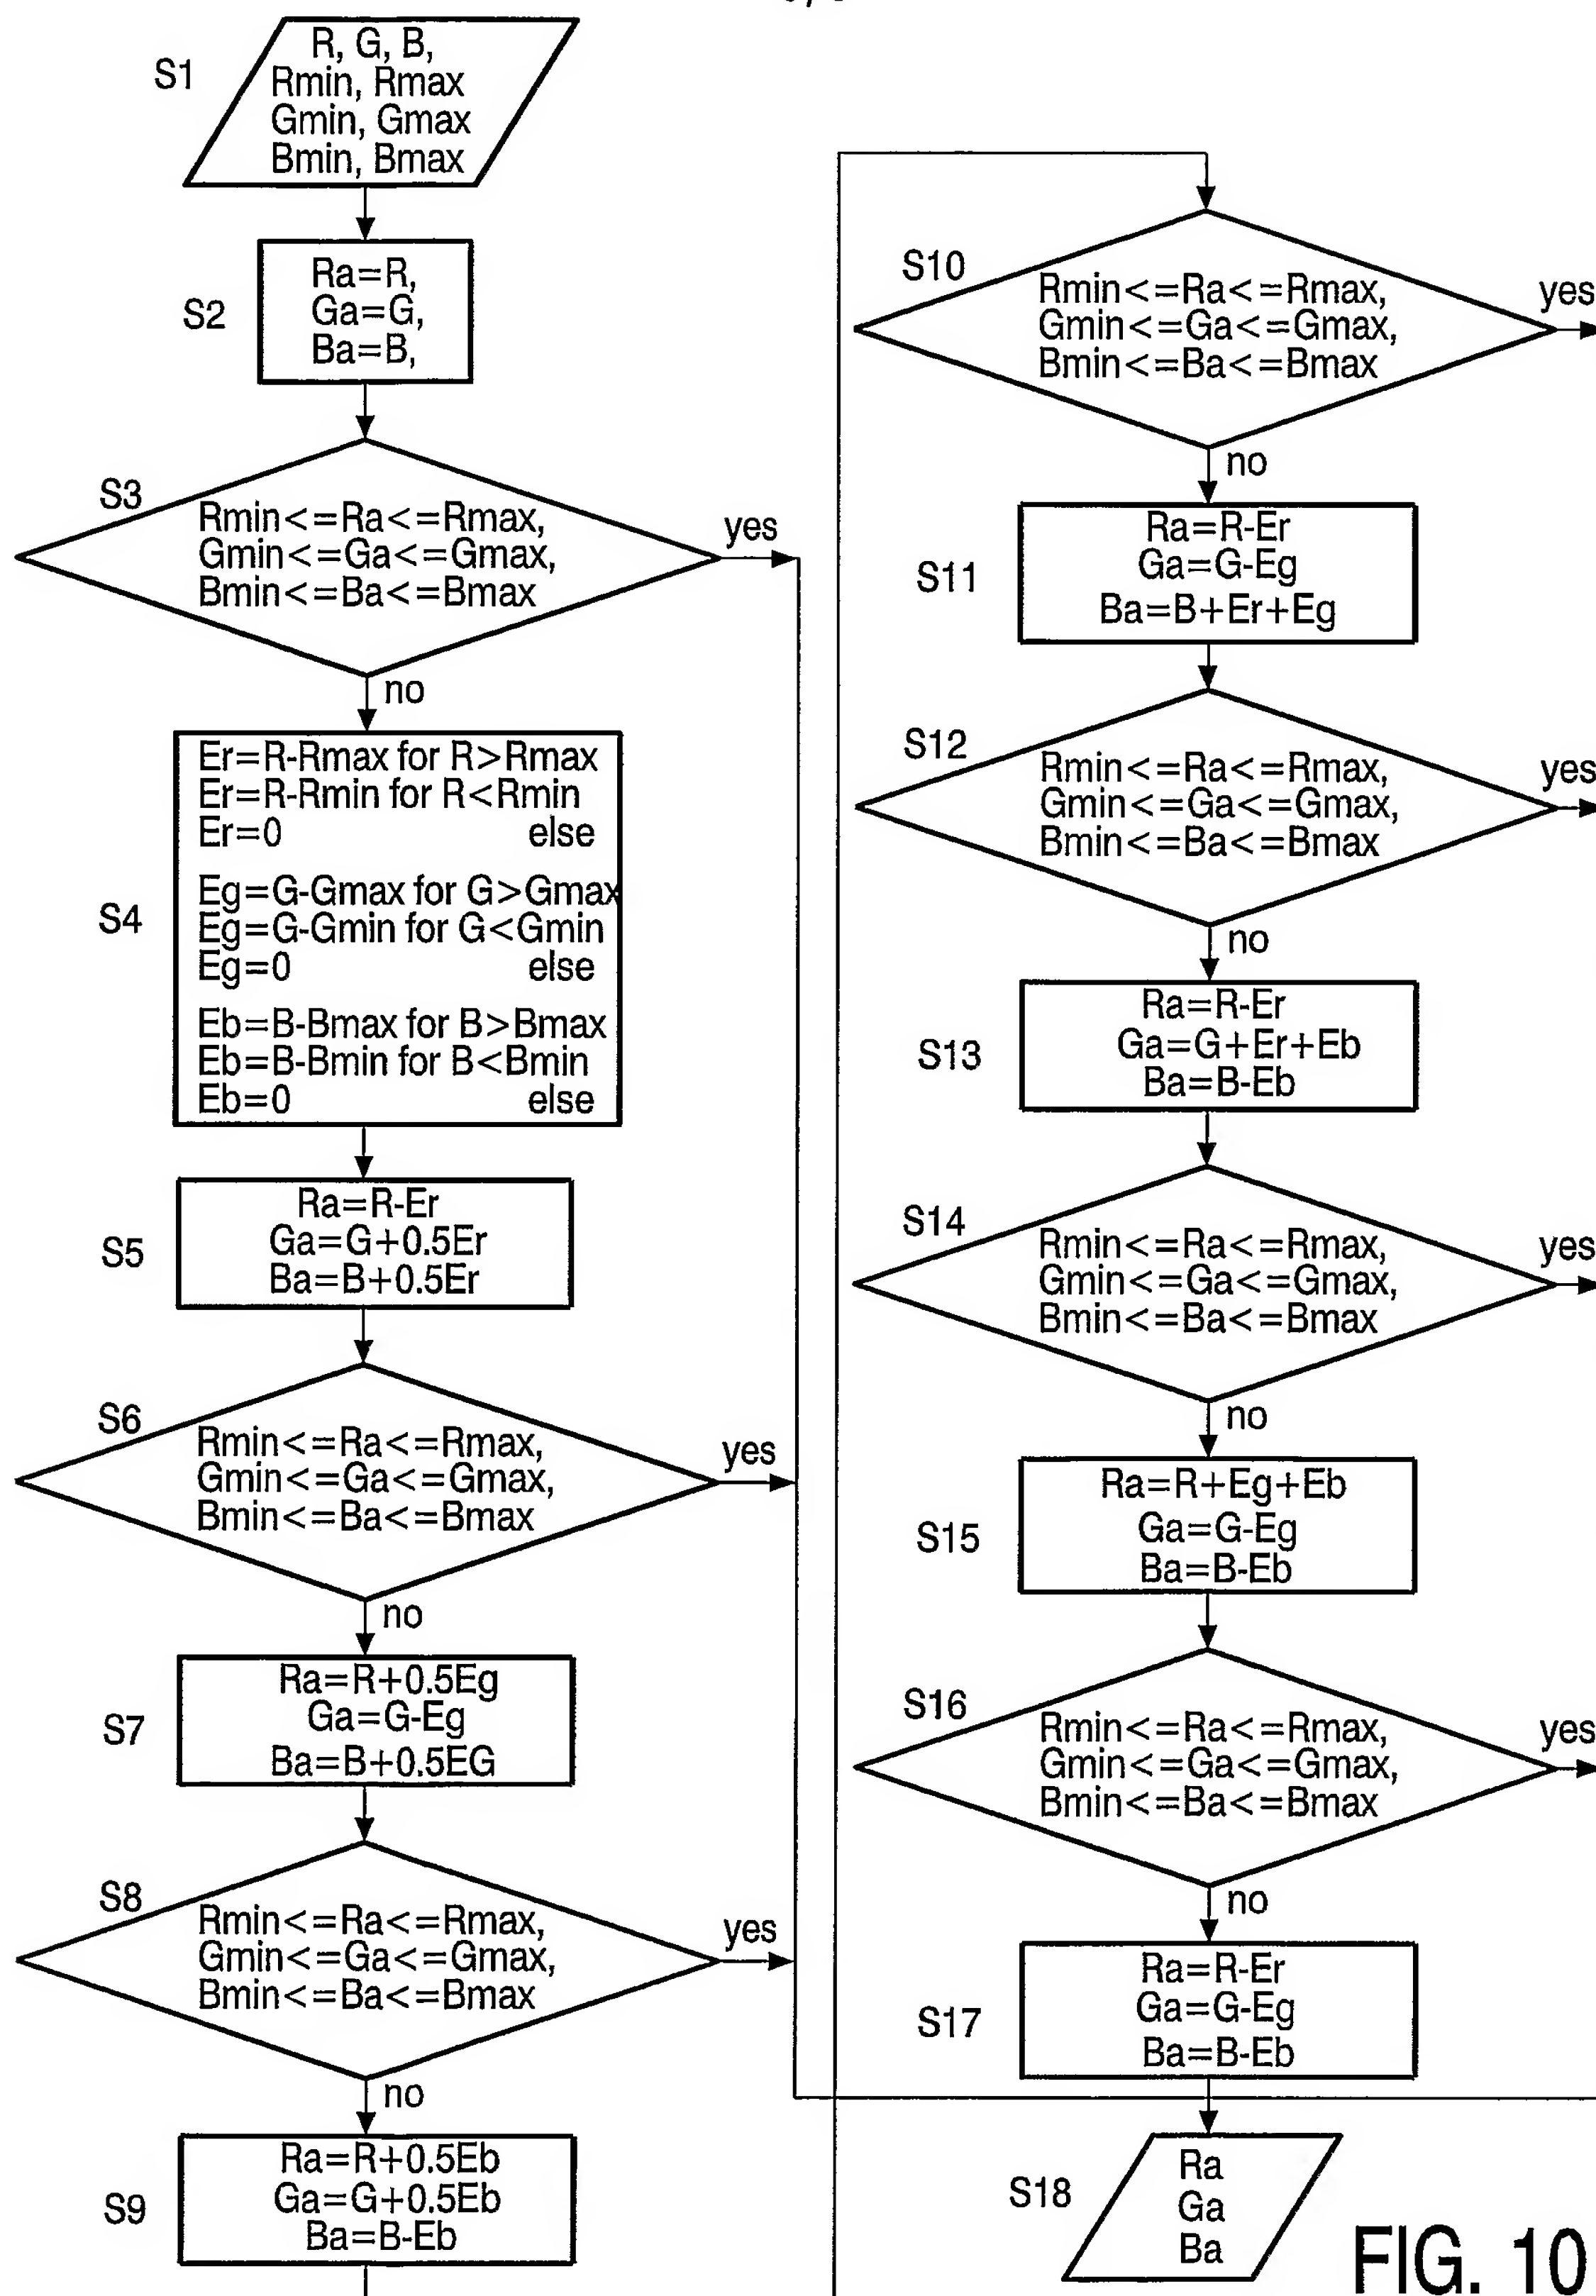 S1
R, G, B,
Rmin, Rmax
Gmin, Gmax
Bmin, Bmax
S2
Ra=R,
Ga=G,
Ba=B,
S3
Rmin<=Ra<=Rmax,
Gmin<=Ga<=Gmax,
Bmin<=Ba<=Bmax
yes
no
S4
Er=R-Rmax for R>Rmax
Er=R-Rmin for R<Rmin
Er=0 else
Eg=G-Gmax for G>Gmax
Eg=G-Gmin for G<Gmin
Eg=0 else
Eb=B-Bmax for B>Bmax
Eb=B-Bmin for B<Bmin
Eb=0 else
S5
Ra=R-Er
Ga=G+0.5Er
Ba=B+0.5Er
S6
Rmin<=Ra<=Rmax,
Gmin<=Ga<=Gmax,
Bmin<=Ba<=Bmax
yes
no
S7
Ra=R+0.5Eg
Ga=G-Eg
Ba=B+0.5EG
S8
Rmin<=Ra<=Rmax,
Gmin<=Ga<=Gmax,
Bmin<=Ba<=Bmax
yes
no
S9
Ra=R+0.5Eb
Ga=G+0.5Eb
Ba=B-Eb
S10
Rmin<=Ra<=Rmax,
Gmin<=Ga<=Gmax,
Bmin<=Ba<=Bmax
yes
no
S11
Ra=R-Er
Ga=G-Eg
Ba=B+Er+Eg
S12
Rmin<=Ra<=Rmax,
Gmin<=Ga<=Gmax,
Bmin<=Ba<=Bmax
yes
no
S13
Ra=R-Er
Ga=G+Er+Eb
Ba=B-Eb
S14
Rmin<=Ra<=Rmax,
Gmin<=Ga<=Gmax,
Bmin<=Ba<=Bmax
yes
no
S15
Ra=R+Eg+Eb
Ga=G-Eg
Ba=B-Eb
S16
Rmin<=Ra<=Rmax,
Gmin<=Ga<=Gmax,
Bmin<=Ba<=Bmax
yes
no
S17
Ra=R-Er
Ga=G-Eg
Ba=B-Eb
S18
Ra
Ga
Ba
FIG. 10